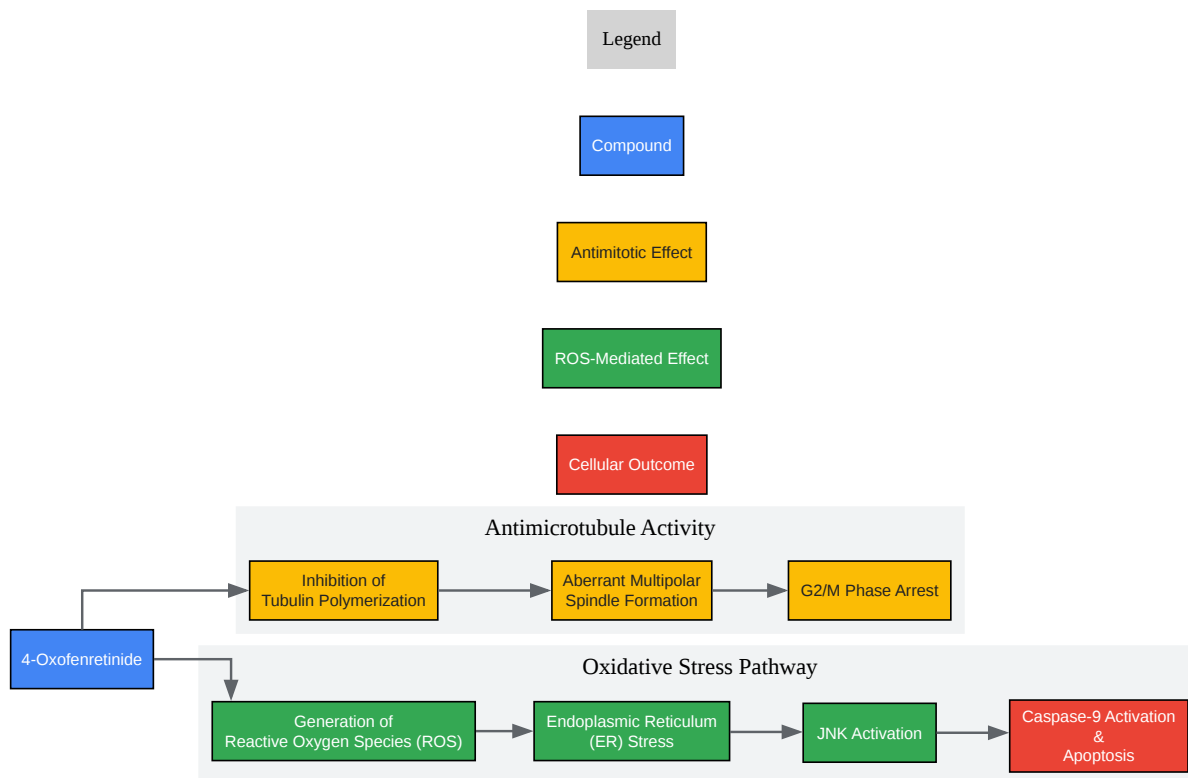 Legend
Compound
Antimitotic Effect
ROS-Mediated Effect
Cellular Outcome
Antimicrotubule Activity
Inhibition of
Tubulin Polymerization
Aberrant Multipolar
Spindle Formation
G2/M Phase Arrest
4-Oxofenretinide
Oxidative Stress Pathway
Generation of
Reactive Oxygen Species (ROS)
Endoplasmic Reticulum
(ER) Stress
JNK Activation
Caspase-9 Activation
&
Apoptosis